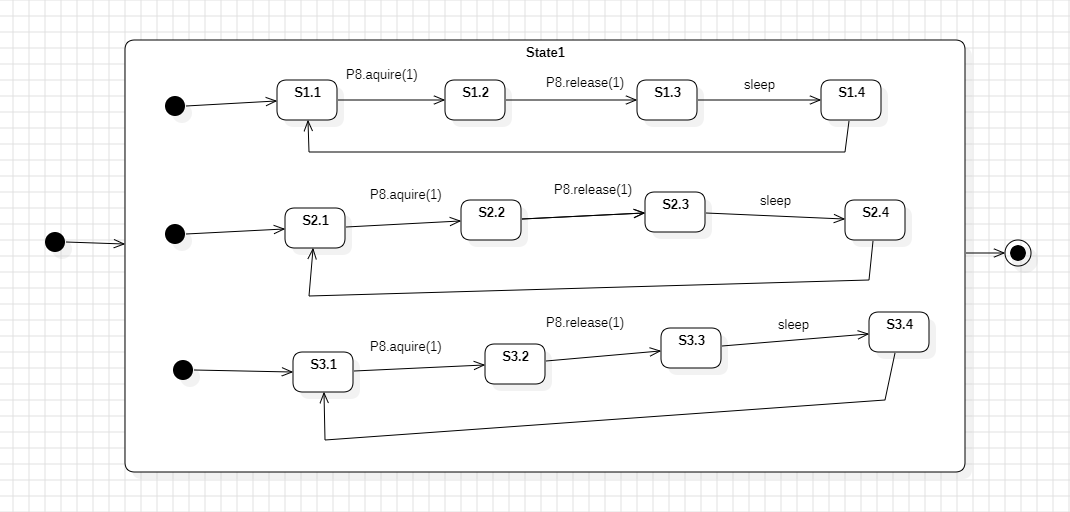 State1
P8.aquire(1)
P8.release(1)
sleep
S1.1
S1.2
S1.3
S1.4
P8.aquire(1)
P8.release(1)
sleep
S2.1
S2.2
S2.3
S2.4
P8.aquire(1)
P8.release(1)
sleep
S3.1
S3.2
S3.3
S3.4